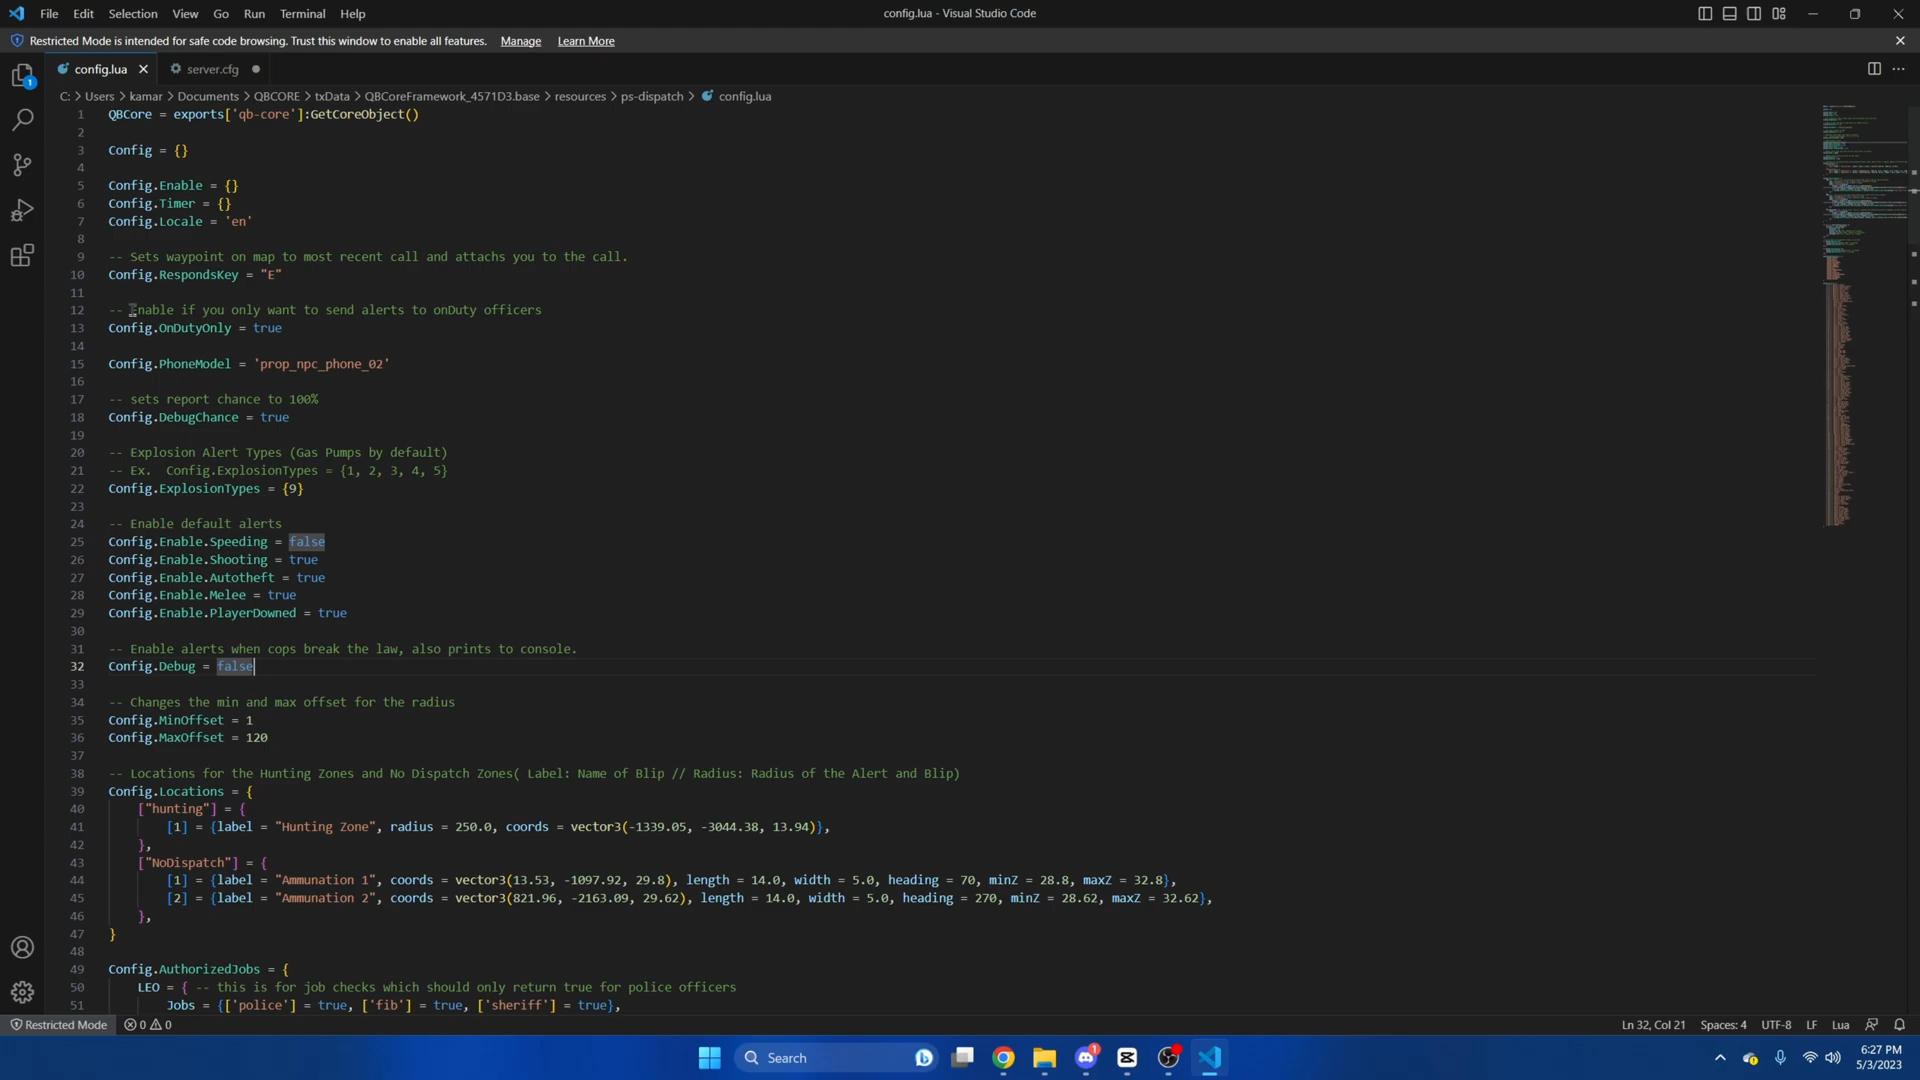 File Edit Selection View Go Run Terminal Help
config.lua - Visual Studio Code
Restricted Mode is intended for safe code browsing. Trust this window to enable all features. Manage Learn More
config.lua server.cfg
C: > Users > kamar > Documents > QBCORE > txData > QBCoreFramework_4571D3.base > resources > ps-dispatch > config.lua
1 QBCore = exports['qb-core']:GetCoreObject()
2
3 Config = {}
4
5 Config.Enable = {}
6 Config.Timer = {}
7 Config.Locale = 'en'
8
9 -- Sets waypoint on map to most recent call and attachs you to the call.
10 Config.RespondsKey = "E"
11
12 -- Enable if you only want to send alerts to onDuty officers
13 Config.OnDutyOnly = true
14
15 Config.PhoneModel = 'prop_npc_phone_02'
16
17 -- sets report chance to 100%
18 Config.DebugChance = true
19
20 -- Explosion Alert Types (Gas Pumps by default)
21 -- Ex. Config.ExplosionTypes = {1, 2, 3, 4, 5}
22 Config.ExplosionTypes = {9}
23
24 -- Enable default alerts
25 Config.Enable.Speeding = false
26 Config.Enable.Shooting = true
27 Config.Enable.Autotheft = true
28 Config.Enable.Melee = true
29 Config.Enable.PlayerDowned = true
30
31 -- Enable alerts when cops break the law, also prints to console.
32 Config.Debug = false
33
34 -- Changes the min and max offset for the radius
35 Config.MinOffset = 1
36 Config.MaxOffset = 120
37
38 -- Locations for the Hunting Zones and No Dispatch Zones( Label: Name of Blip // Radius: Radius of the Alert and Blip)
39 Config.Locations = {
40 ["hunting"] = {
41 [1] = {label = "Hunting Zone", radius = 250.0, coords = vector3(-1339.05, -3044.38, 13.94)},
42 },
43 ["NoDispatch"] = {
44 [1] = {label = "Ammunation 1", coords = vector3(13.53, -1097.92, 29.8), length = 14.0, width = 5.0, heading = 70, minZ = 28.8, maxZ = 32.8},
45 [2] = {label = "Ammunation 2", coords = vector3(821.96, -2163.09, 29.62), length = 14.0, width = 5.0, heading = 270, minZ = 28.62, maxZ = 32.62},
46 },
47 }
48
49 Config.AuthorizedJobs = {
50 LEO = { -- this is for job checks which should only return true for police officers
51 Jobs = {['police'] = true, ['fib'] = true, ['sheriff'] = true},
Restricted Mode 0 0 Ln 32, Col 21 Spaces: 4 UTF-8 LF Lua
Search
6:27 PM
5/3/2023